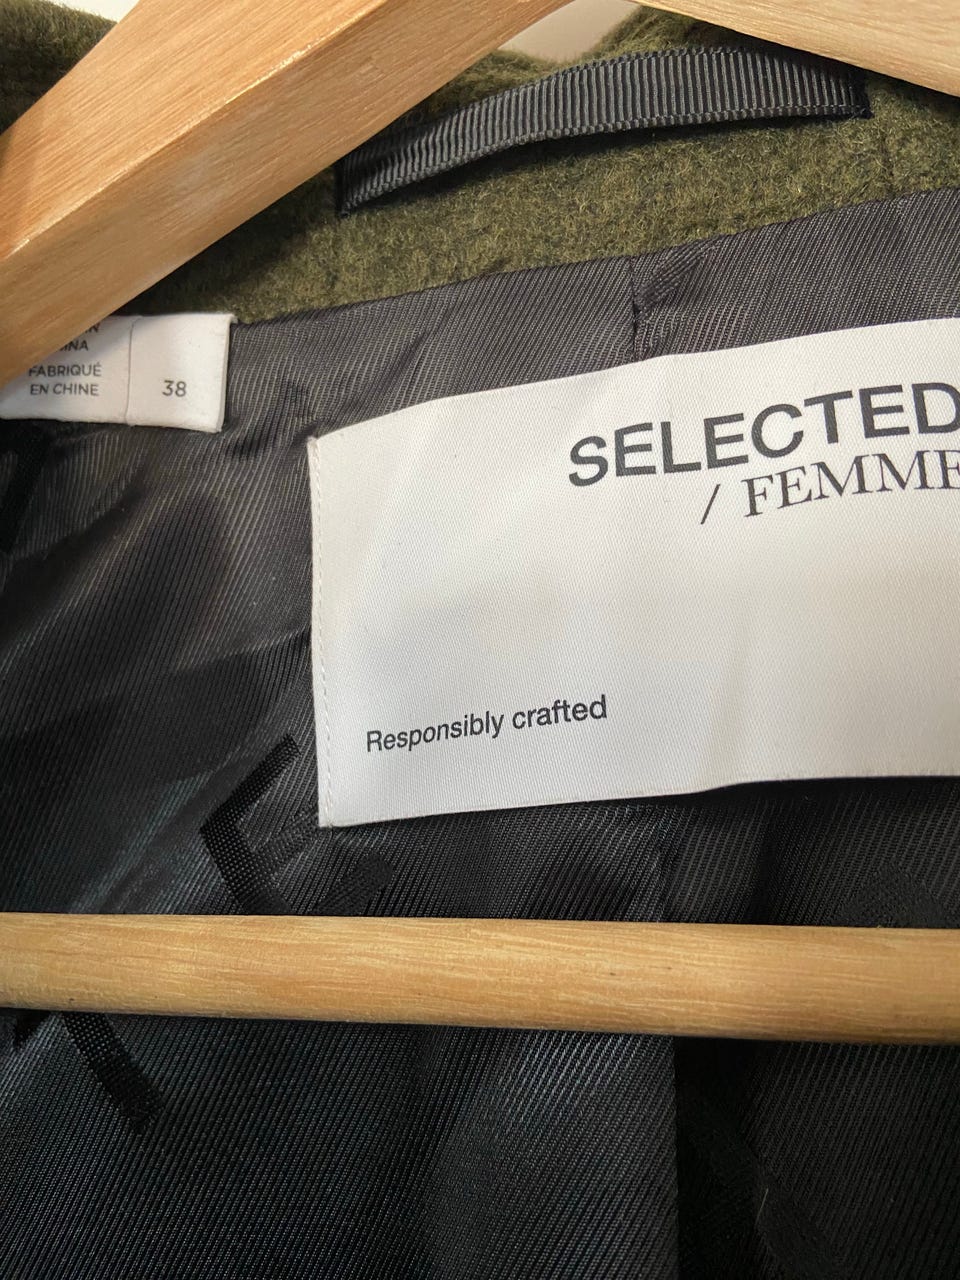 FABRIQUÉ
EN CHINE
38
SELECTED
/ FEMME
Responsibly crafted